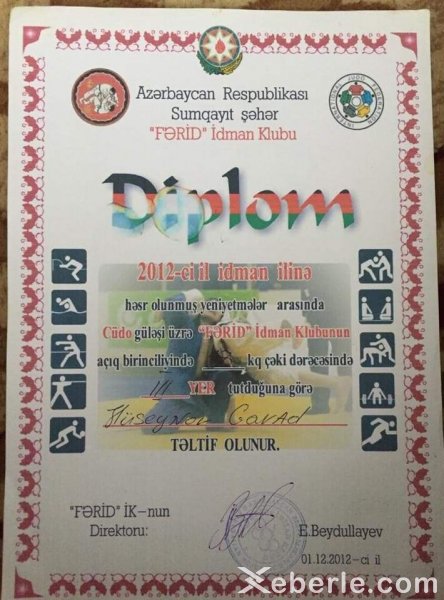 Azərbaycan Respublikası
Sumqayıt şəhər
"FƏRİD" İdman Klubu
Diplom
2012-ci il idman ilinə
həsr olunmuş yeniyetmələr arasında
Cüdo güləşi üzrə "FƏRİD" İdman Klubunun
açıq birinciliyində kq çəki dərəcəsində
III YER tutduğuna görə
Hüseynov Cavad
TƏLTİF OLUNUR.
"FƏRİD" İK-nun
Direktoru:
E.Beydullayev
01.12.2012-ci il
Xeberle.com